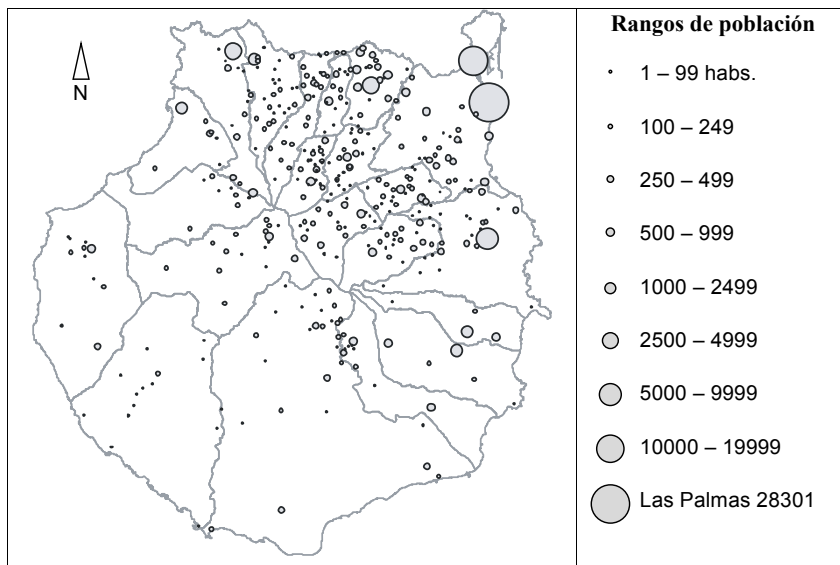 N
Rangos de población
1 – 99 habs.
100 – 249
250 – 499
500 – 999
1000 – 2499
2500 – 4999
5000 – 9999
10000 – 19999
Las Palmas 28301